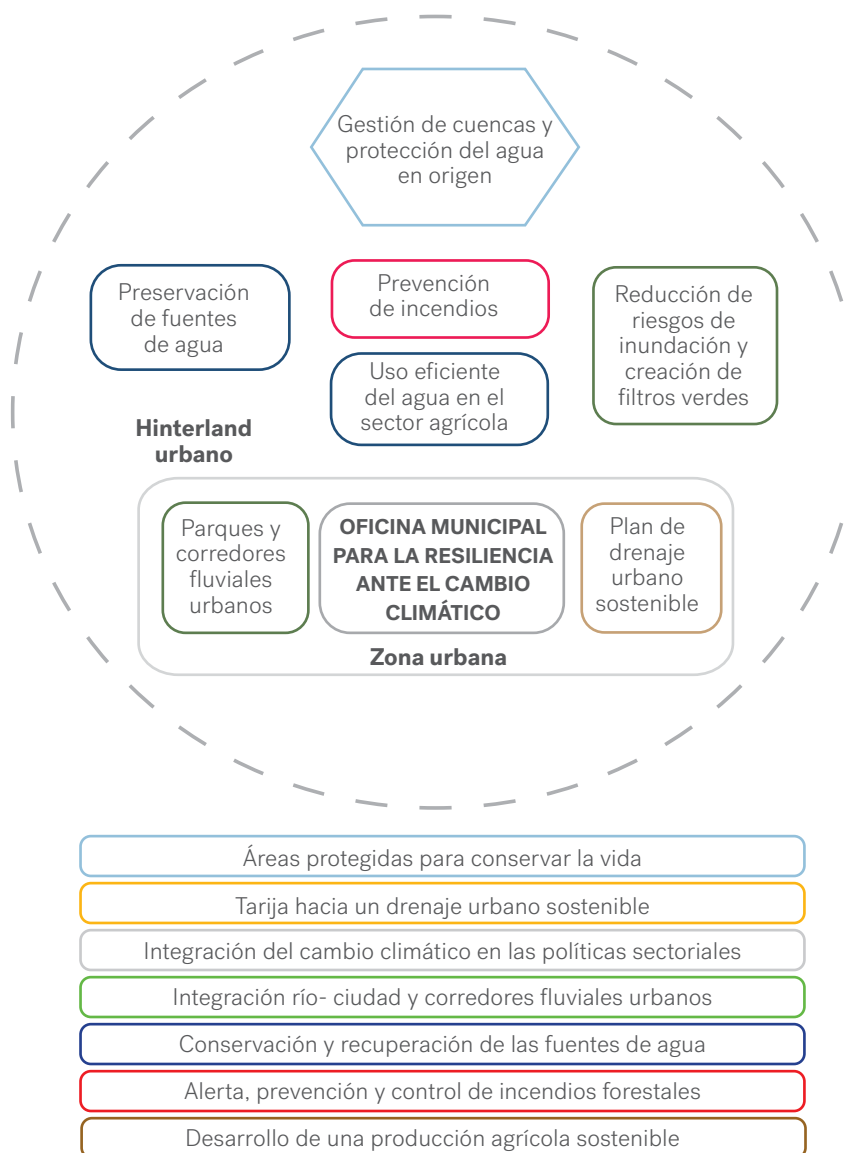 Gestión de cuencas y
protección del agua
en origen
Preservación
de fuentes
de agua
Prevención
de incendios
Uso eficiente
del agua en el
sector agrícola
Reducción de
riesgos de
inundación y
creación de
filtros verdes
Hinterland
urbano
Parques y
corredores
fluviales
urbanos
OFICINA MUNICIPAL
PARA LA RESILIENCIA
ANTE EL CAMBIO
CLIMÁTICO
Plan de
drenaje
urbano
sostenible
Zona urbana
Áreas protegidas para conservar la vida
Tarija hacia un drenaje urbano sostenible
Integración del cambio climático en las políticas sectoriales
Integración río- ciudad y corredores fluviales urbanos
Conservación y recuperación de las fuentes de agua
Alerta, prevención y control de incendios forestales
Desarrollo de una producción agrícola sostenible